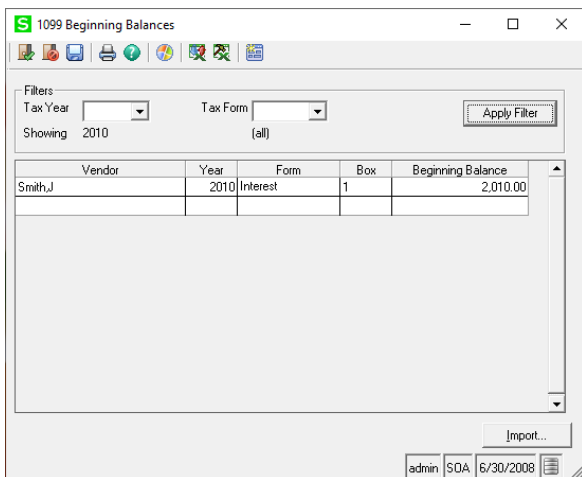 S 1099 Beginning Balances
Filters
Tax Year Tax Form Apply Filter
Showing 2010 (all)
Vendor Year Form Box Beginning Balance
Smith,J 2010 Interest 1 2,010.00
Import...
admin SOA 6/30/2008